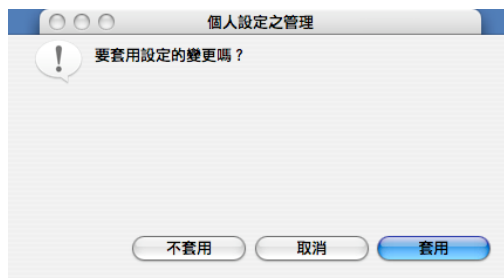 個人設定之管理
要套用設定的變更嗎？
不套用
取消
套用